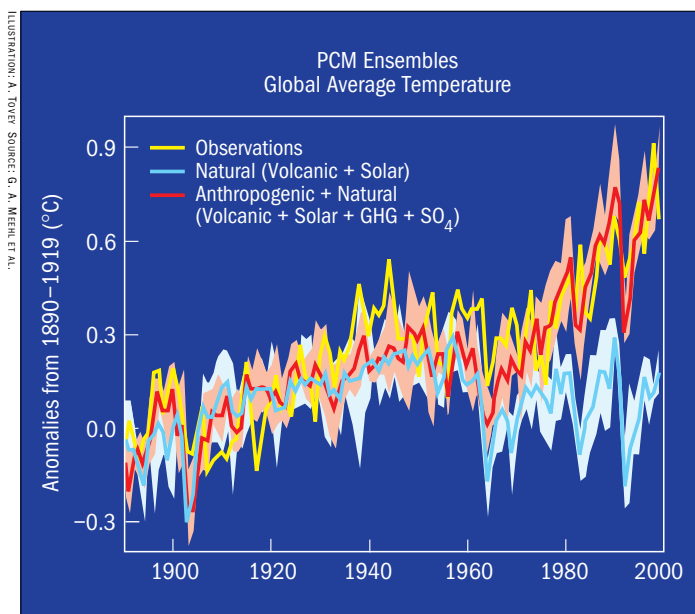 ILLUSTRATION: A. TOVEY SOURCE: G. A. MEEHL ET AL.
PCM Ensembles
Global Average Temperature
Observations
Natural (Volcanic + Solar)
Anthropogenic + Natural
(Volcanic + Solar + GHG + SO₄)
Anomalies from 1890–1919 (°C)
0.9
0.6
0.3
0.0
−0.3
1900 1920 1940 1960 1980 2000